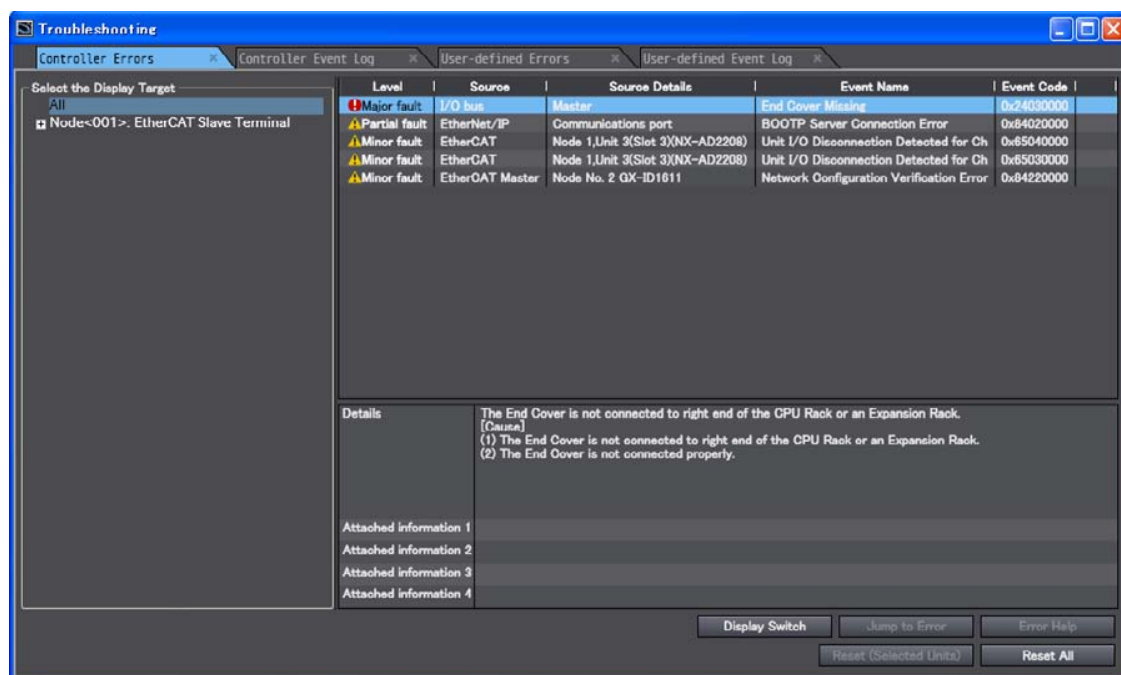 Troubleshooting
Controller Errors
Controller Event Log
User-defined Errors
User-defined Event Log
Select the Display Target
All
Node<001>: EtherCAT Slave Terminal
Level Source Source Details Event Name Event Code
Major fault I/O bus Master End Cover Missing 0x24030000
Partial fault EtherNet/IP Communications port BOOTP Server Connection Error 0x84020000
Minor fault EtherCAT Node 1,Unit 3(Slot 3)(NX-AD2208) Unit I/O Disconnection Detected for Ch 0x65040000
Minor fault EtherCAT Node 1,Unit 3(Slot 3)(NX-AD2208) Unit I/O Disconnection Detected for Ch 0x65030000
Minor fault EtherCAT Master Node No. 2 GX-ID1611 Network Configuration Verification Error 0x84220000
Details
The End Cover is not connected to right end of the CPU Rack or an Expansion Rack.
[Cause]
(1) The End Cover is not connected to right end of the CPU Rack or an Expansion Rack.
(2) The End Cover is not connected properly.
Attached information 1
Attached information 2
Attached information 3
Attached information 4
Display Switch Jump to Error Error Help
Reset (Selected Units) Reset All